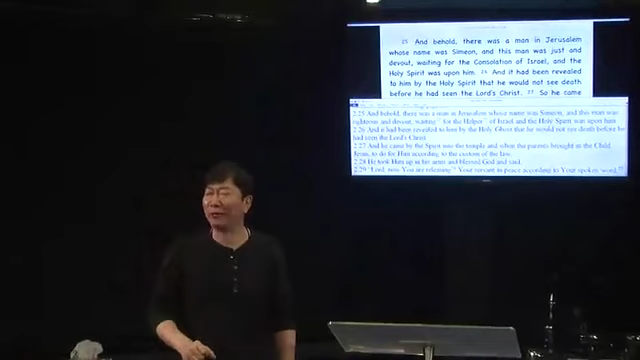 25 And behold, there was a man in Jerusalem
whose name was Simeon, and this man was just and
devout, waiting for the Consolation of Israel, and the
Holy Spirit was upon him. 26 And it had been revealed
to him by the Holy Spirit that he would not see death
before he had seen the Lord's Christ. 27 So he came
2:25 And behold, there was a man in Jerusalem whose name was Simeon, and this man was
righteous and devout, waiting for the Helper of Israel, and the Holy Spirit was upon him.
2:26 And it had been revealed to him by the Holy Ghost that he would not see death before he
had seen the Lord's Christ.
2:27 And he came by the Spirit into the temple and when the parents brought in the Child
Jesus, to do for Him according to the custom of the law,
2:28 He took Him up in his arms and blessed God and said,
2:29 "Lord, now You are releasing Your servant in peace according to Your spoken word,